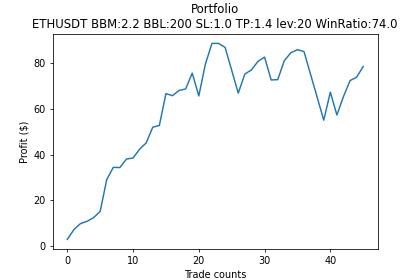 Portfolio
ETHUSDT BBM:2.2 BBL:200 SL:1.0 TP:1.4 lev:20 WinRatio:74.0
80
60
40
20
0
Profit ($)
0 10 20 30 40
Trade counts